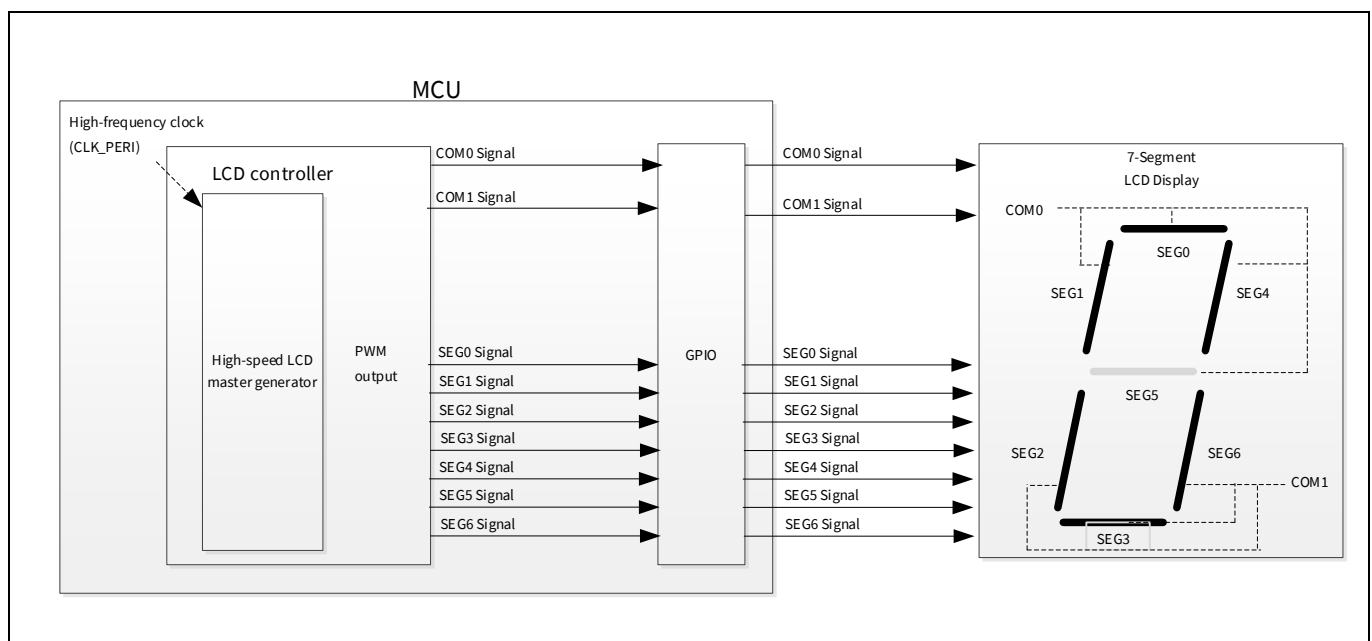 MCU
High-frequency clock
(CLK_PERI)
LCD controller
High-speed LCD
master generator
PWM
output
COM0 Signal
COM1 Signal
SEG0 Signal
SEG1 Signal
SEG2 Signal
SEG3 Signal
SEG4 Signal
SEG5 Signal
SEG6 Signal
GPIO
COM0 Signal
COM1 Signal
SEG0 Signal
SEG1 Signal
SEG2 Signal
SEG3 Signal
SEG4 Signal
SEG5 Signal
SEG6 Signal
7-Segment
LCD Display
COM0
SEG0
SEG1
SEG4
SEG5
SEG2
SEG6
COM1
SEG3